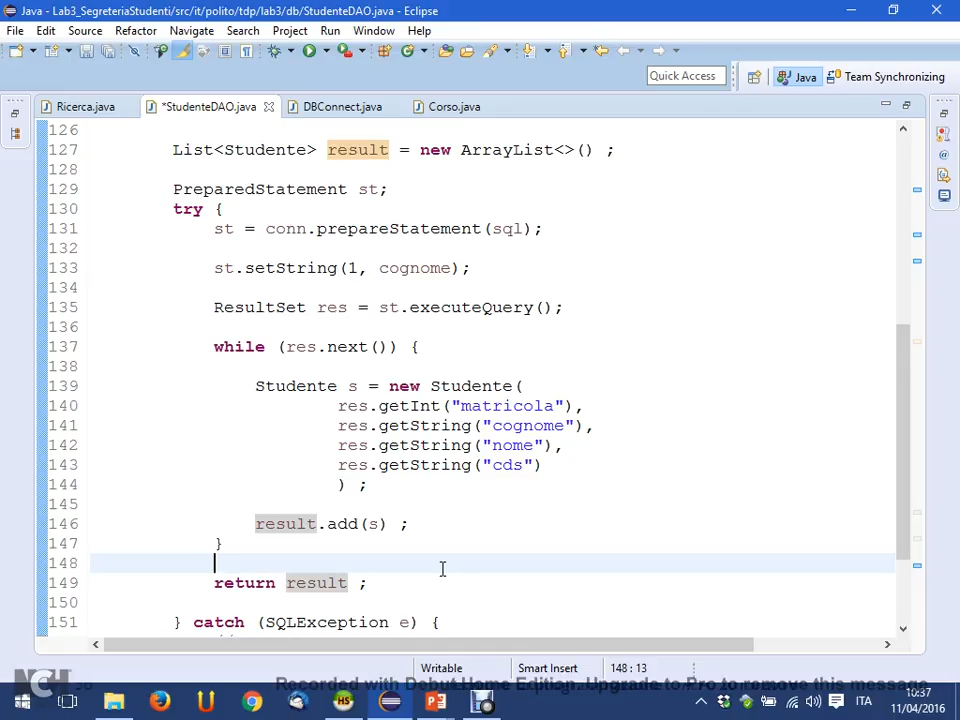 Java - Lab3_SegreteriaStudenti/src/it/polito/tdp/lab3/db/StudenteDAO.java - Eclipse
File Edit Source Refactor Navigate Search Project Run Window Help
Quick Access Java Team Synchronizing
Ricerca.java *StudenteDAO.java DBConnect.java Corso.java
126
127 List<Studente> result = new ArrayList<>() ;
128
129 PreparedStatement st;
130 try {
131 st = conn.prepareStatement(sql);
132
133 st.setString(1, cognome);
134
135 ResultSet res = st.executeQuery();
136
137 while (res.next()) {
138
139 Studente s = new Studente(
140 res.getInt("matricola"),
141 res.getString("cognome"),
142 res.getString("nome"),
143 res.getString("cds")
144 ) ;
145
146 result.add(s) ;
147 }
148
149 return result ;
150
151 } catch (SQLException e) {
Writable Smart Insert 148 : 13
Recorded with Debut Home Edition. Upgrade to Pro to remove this message
NCH
ITA
10:37
11/04/2016